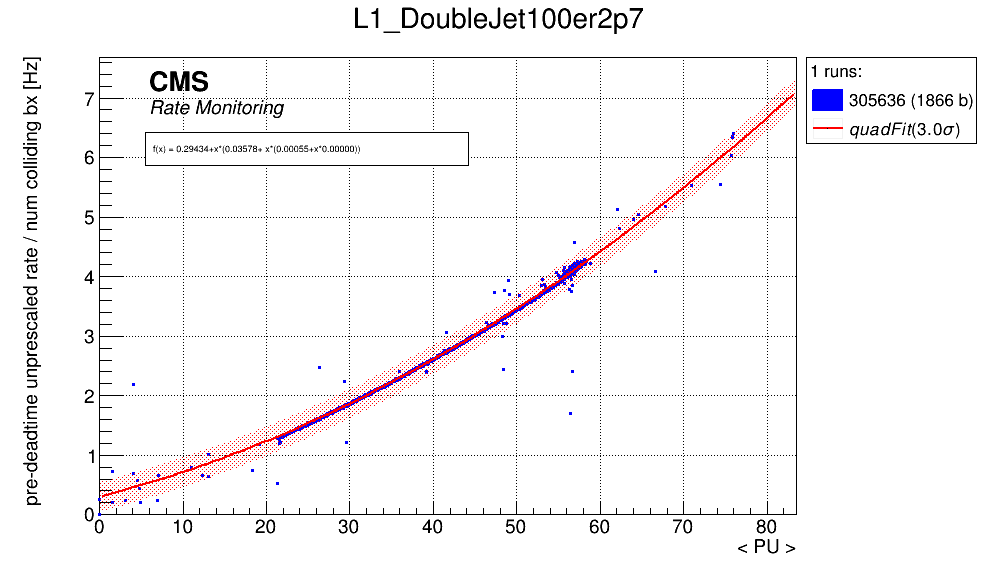 L1_DoubleJet100er2p7
pre-deadtime unprescaled rate / num colliding bx [Hz]
CMS
Rate Monitoring
f(x) = 0.29434+x*(0.03578+ x*(0.00055+x*0.00000))
1 runs:
305636 (1866 b)
quadFit(3.0σ)
7
6
5
4
3
2
1
0
0 10 20 30 40 50 60 70 80
< PU >